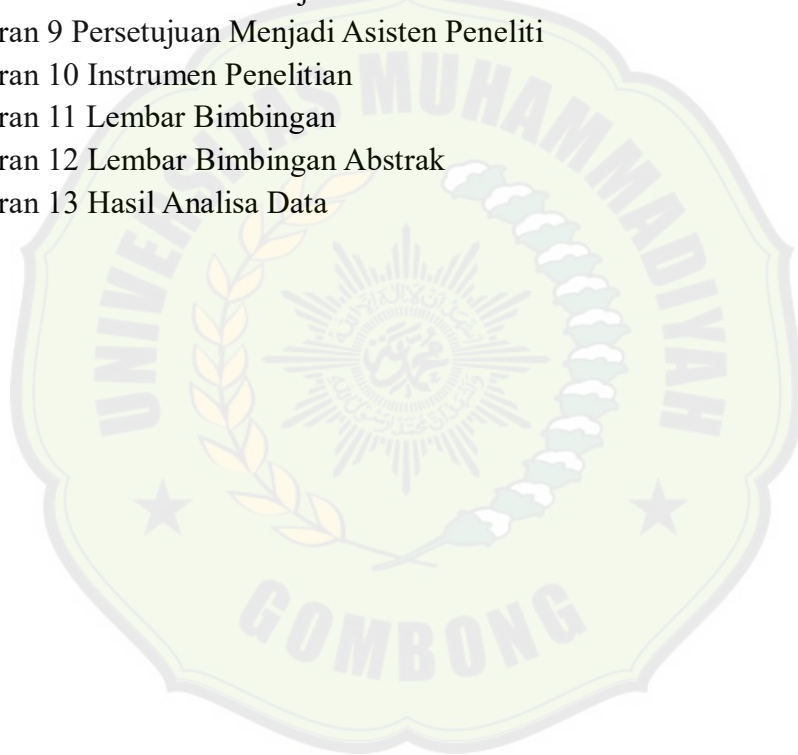 ran 9 Persetujuan Menjadi Asisten Peneliti
ran 10 Instrumen Penelitian
ran 11 Lembar Bimbingan
ran 12 Lembar Bimbingan Abstrak
ran 13 Hasil Analisa Data
UNIVERSITAS MUHAMMADIYAH
GOMBONG